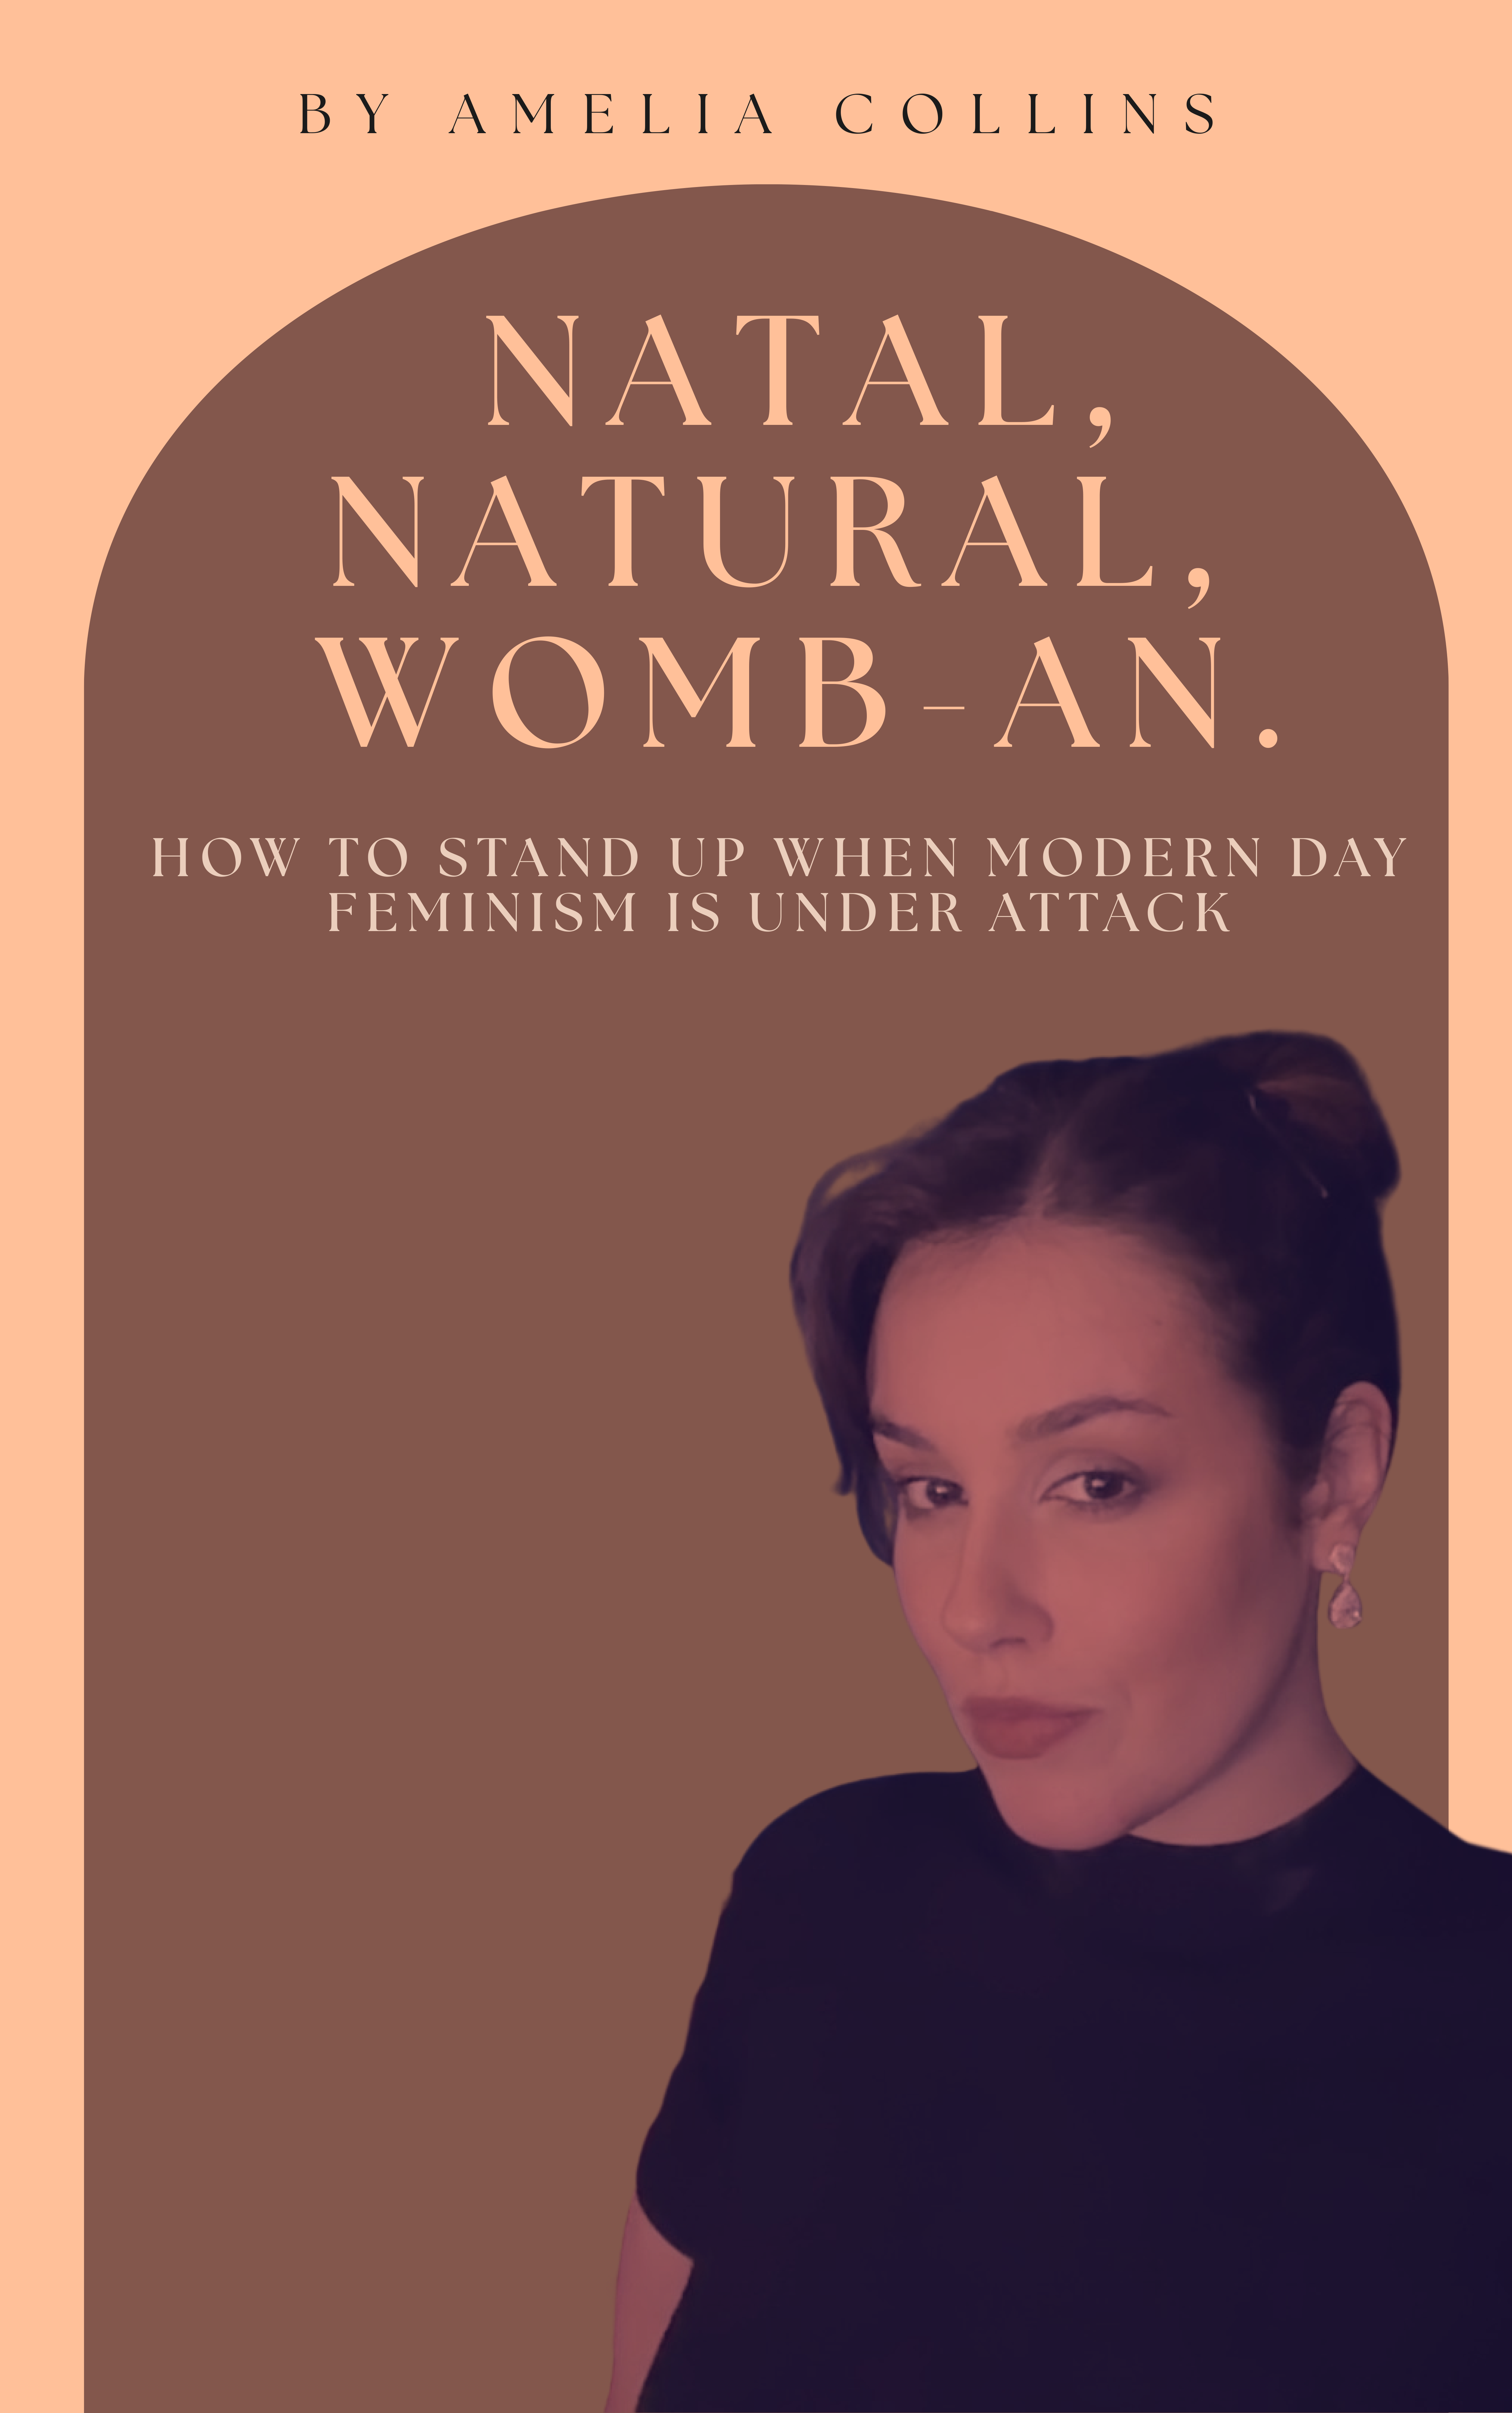 BY AMELIA COLLINS
NATAL,
NATURAL,
WOMB-AN.
HOW TO STAND UP WHEN MODERN DAY
FEMINISM IS UNDER ATTACK